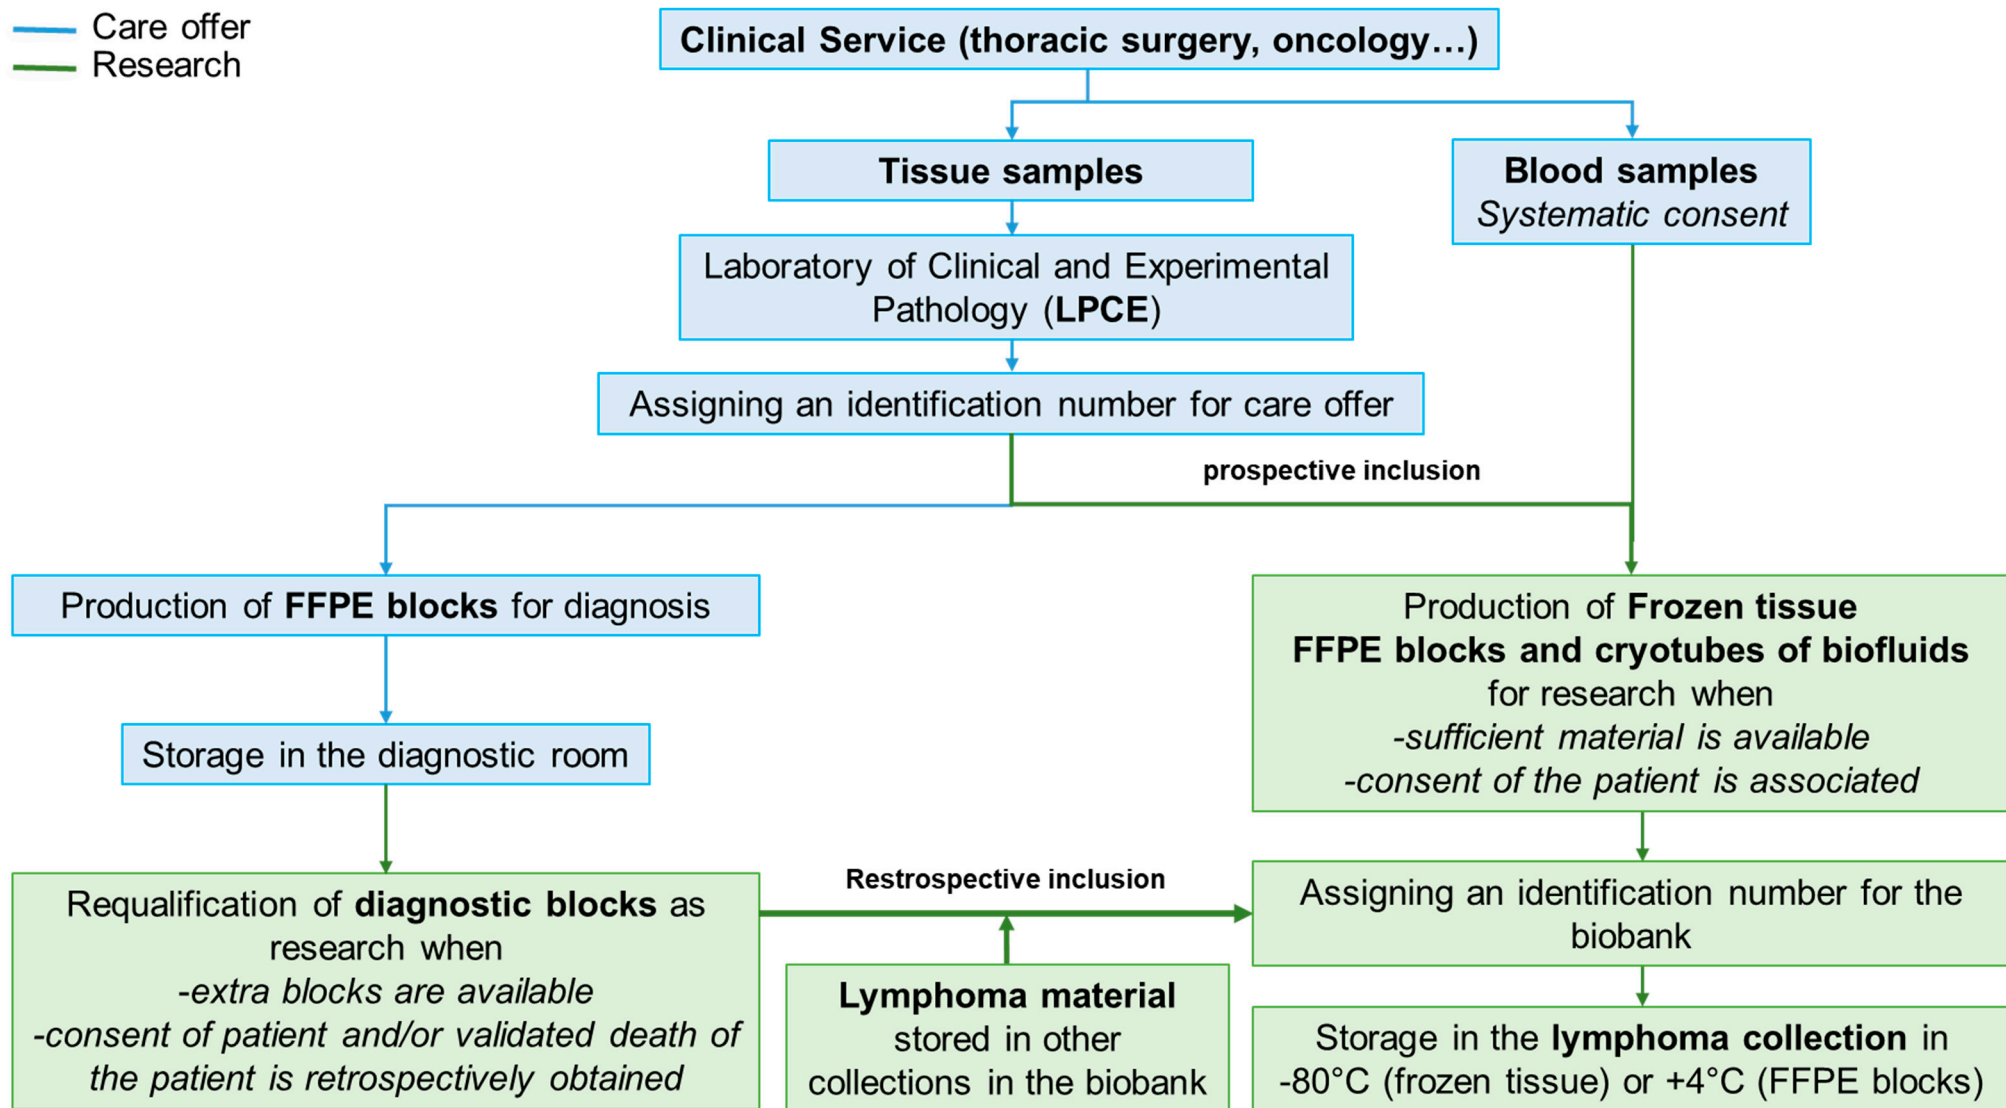 Care offer
Research
Clinical Service (thoracic surgery, oncology…)
Tissue samples
Blood samples
Systematic consent
Laboratory of Clinical and Experimental
Pathology (LPCE)
Assigning an identification number for care offer
prospective inclusion
Production of FFPE blocks for diagnosis
Storage in the diagnostic room
Requalification of diagnostic blocks as
research when
-extra blocks are available
-consent of patient and/or validated death of
the patient is retrospectively obtained
Restrospective inclusion
Lymphoma material
stored in other
collections in the biobank
Production of Frozen tissue
FFPE blocks and cryotubes of biofluids
for research when
-sufficient material is available
-consent of the patient is associated
Assigning an identification number for the
biobank
Storage in the lymphoma collection in
-80°C (frozen tissue) or +4°C (FFPE blocks)